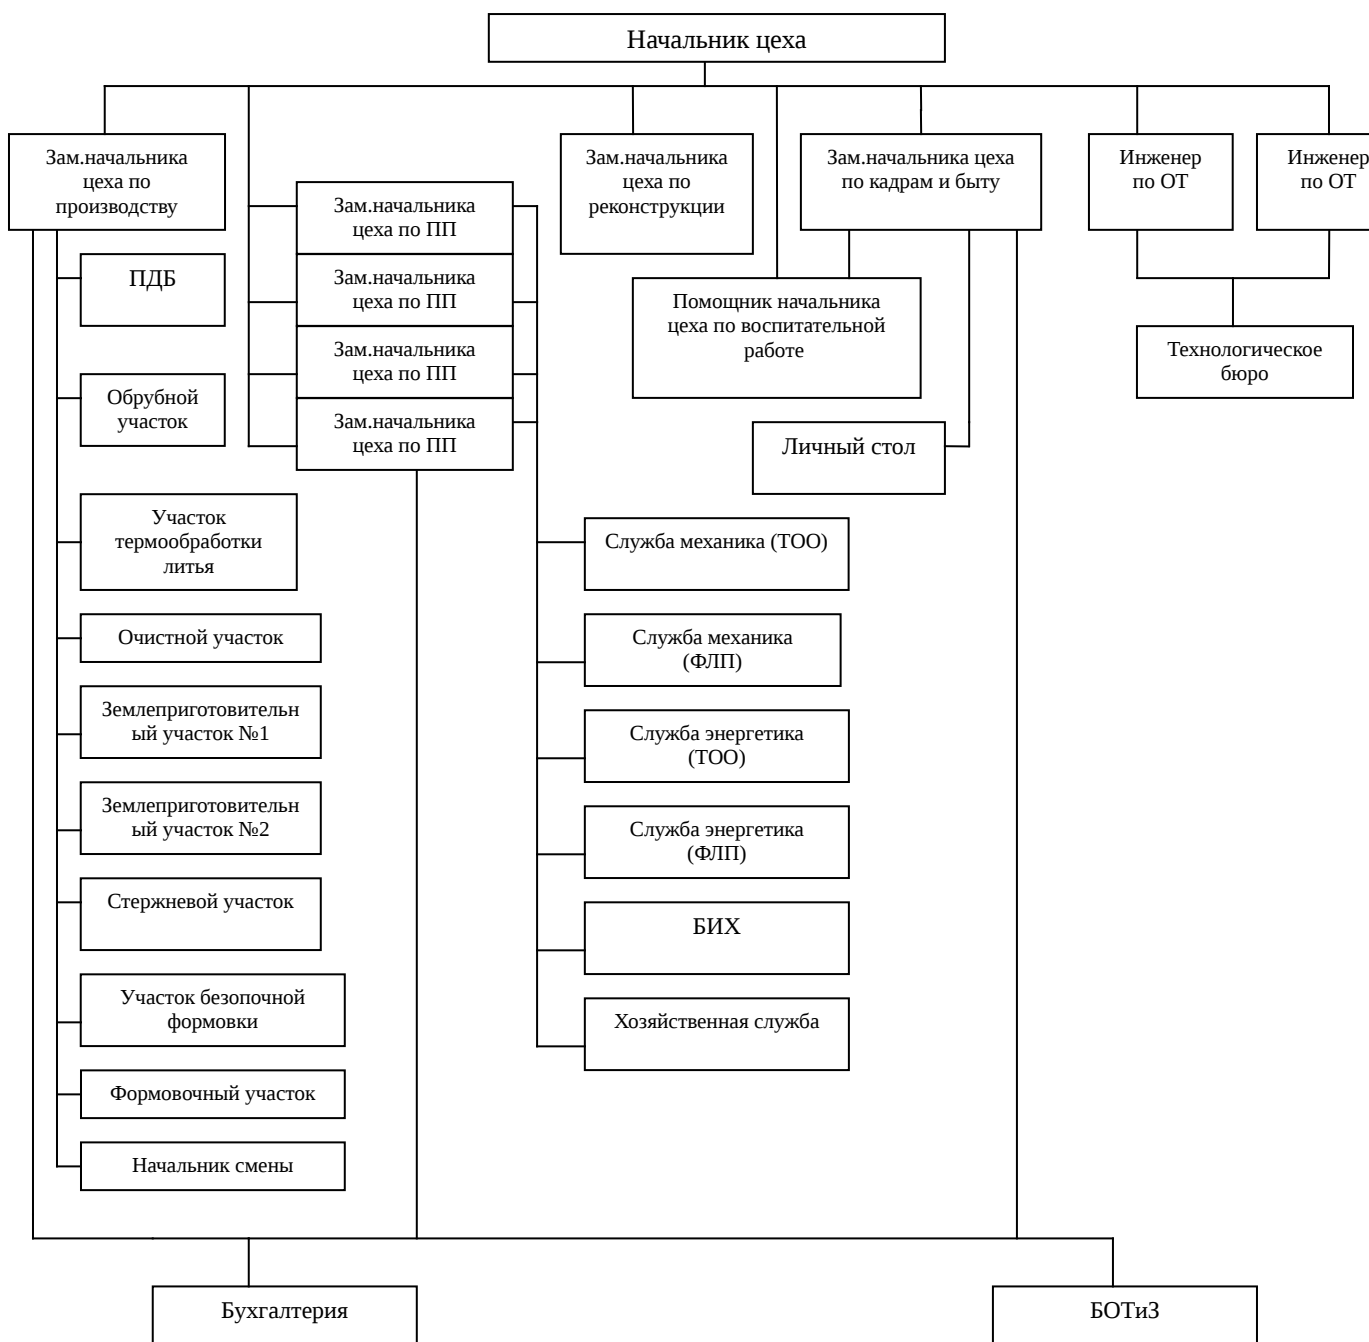 Начальник цеха
Зам.начальника
цеха по
производству
Зам.начальника
цеха по
реконструкции
Зам.начальника цеха
по кадрам и быту
Инженер
по ОТ
Инженер
по ОТ
Зам.начальника
цеха по ПП
Зам.начальника
цеха по ПП
Зам.начальника
цеха по ПП
Зам.начальника
цеха по ПП
ПДБ
Помощник начальника
цеха по воспитательной
работе
Технологическое
бюро
Обрубной
участок
Личный стол
Участок
термообработки
литья
Служба механика (ТОО)
Очистной участок
Служба механика
(ФЛП)
Землеприготовительн
ый участок №1
Служба энергетика
(ТОО)
Землеприготовительн
ый участок №2
Служба энергетика
(ФЛП)
Стержневой участок
БИХ
Участок безопочной
формовки
Хозяйственная служба
Формовочный участок
Начальник смены
Бухгалтерия
БОТиЗ